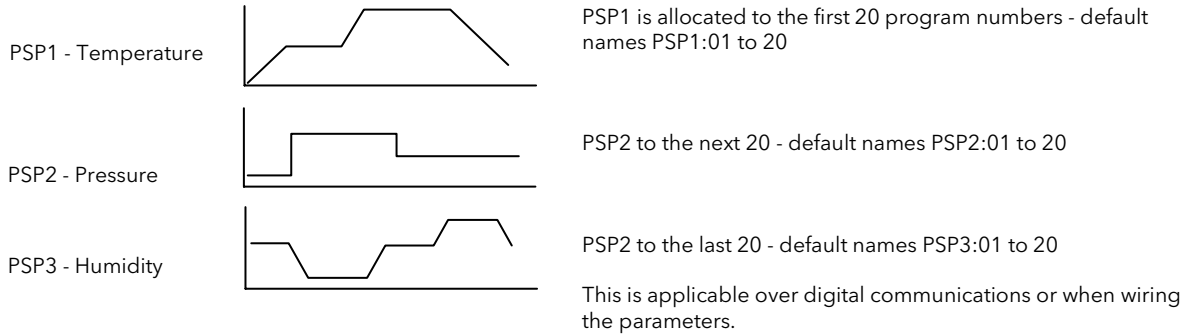 PSP1 - Temperature
PSP1 is allocated to the first 20 program numbers - default
names PSP1:01 to 20
PSP2 - Pressure
PSP2 to the next 20 - default names PSP2:01 to 20
PSP3 - Humidity
PSP2 to the last 20 - default names PSP3:01 to 20
This is applicable over digital communications or when wiring
the parameters.